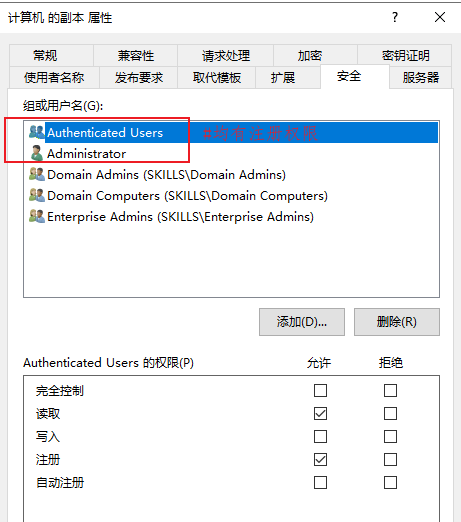 计算机 的副本 属性
?
常规 兼容性 请求处理 加密 密钥证明
使用者名称 发布要求 取代模板 扩展 安全 服务器
组或用户名(G):
Authenticated Users
Administrator
Domain Admins (SKILLS\Domain Admins)
Domain Computers (SKILLS\Domain Computers)
Enterprise Admins (SKILLS\Enterprise Admins)
添加(D)... 删除(R)
Authenticated Users 的权限(P) 允许 拒绝
完全控制
读取
写入
注册
自动注册